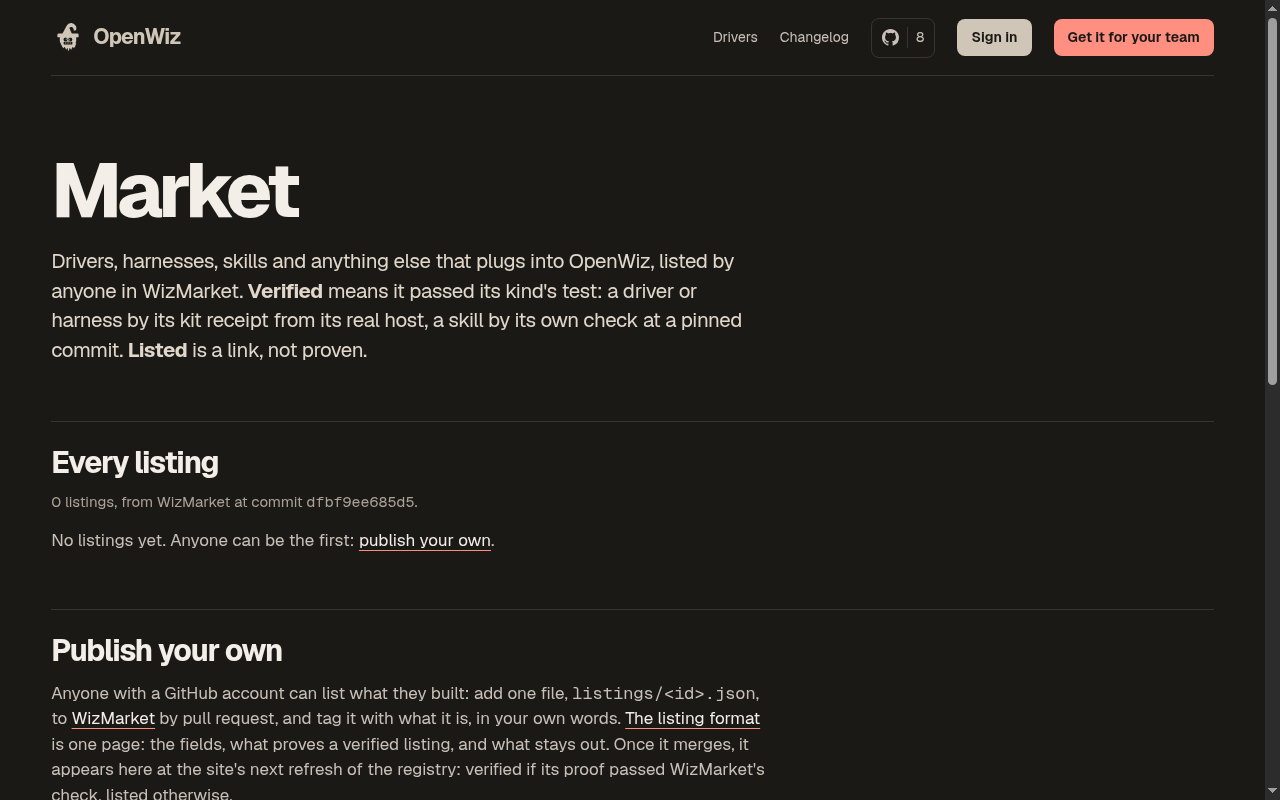 OpenWiz
Drivers
Changelog
8
Sign in
Get it for your team
Market
Drivers, harnesses, skills and anything else that plugs into OpenWiz, listed by
anyone in WizMarket. Verified means it passed its kind's test: a driver or
harness by its kit receipt from its real host, a skill by its own check at a pinned
commit. Listed is a link, not proven.
Every listing
0 listings, from WizMarket at commit dfbf9ee685d5.
No listings yet. Anyone can be the first: publish your own.
Publish your own
Anyone with a GitHub account can list what they built: add one file, listings/<id>.json,
to WizMarket by pull request, and tag it with what it is, in your own words. The listing format
is one page: the fields, what proves a verified listing, and what stays out. Once it merges, it
appears here at the site's next refresh of the registry: verified if its proof passed WizMarket's
check, listed otherwise.